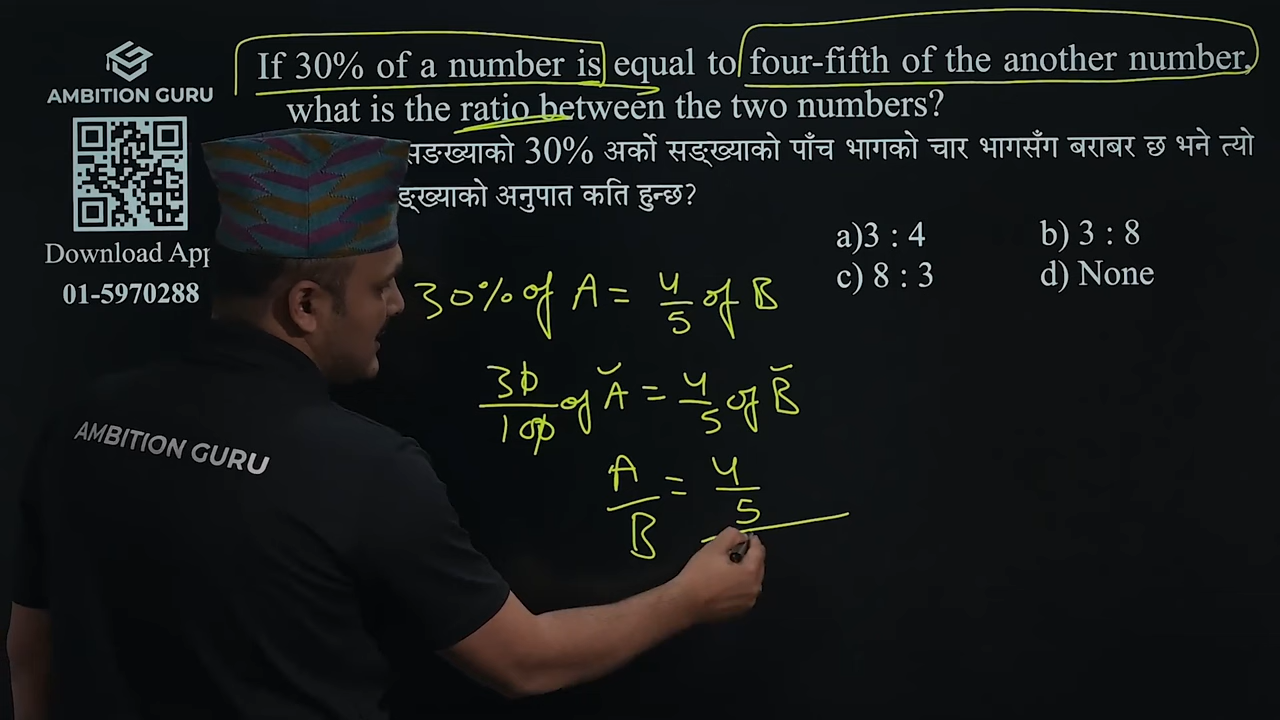 AMBITION GURU
If 30% of a number is equal to four-fifth of the another number,
what is the ratio between the two numbers?
सङख्याको 30% अर्को सङ्ख्याको पाँच भागको चार भागसँग बराबर छ भने त्यो
ङ्ख्याको अनुपात कति हुन्छ?
Download App
01-5970288
a)3 : 4 b) 3 : 8
c) 8 : 3 d) None
30% of A = 4/5 of B
30/100 of A = 4/5 of B
A/B = 4/5
AMBITION GURU